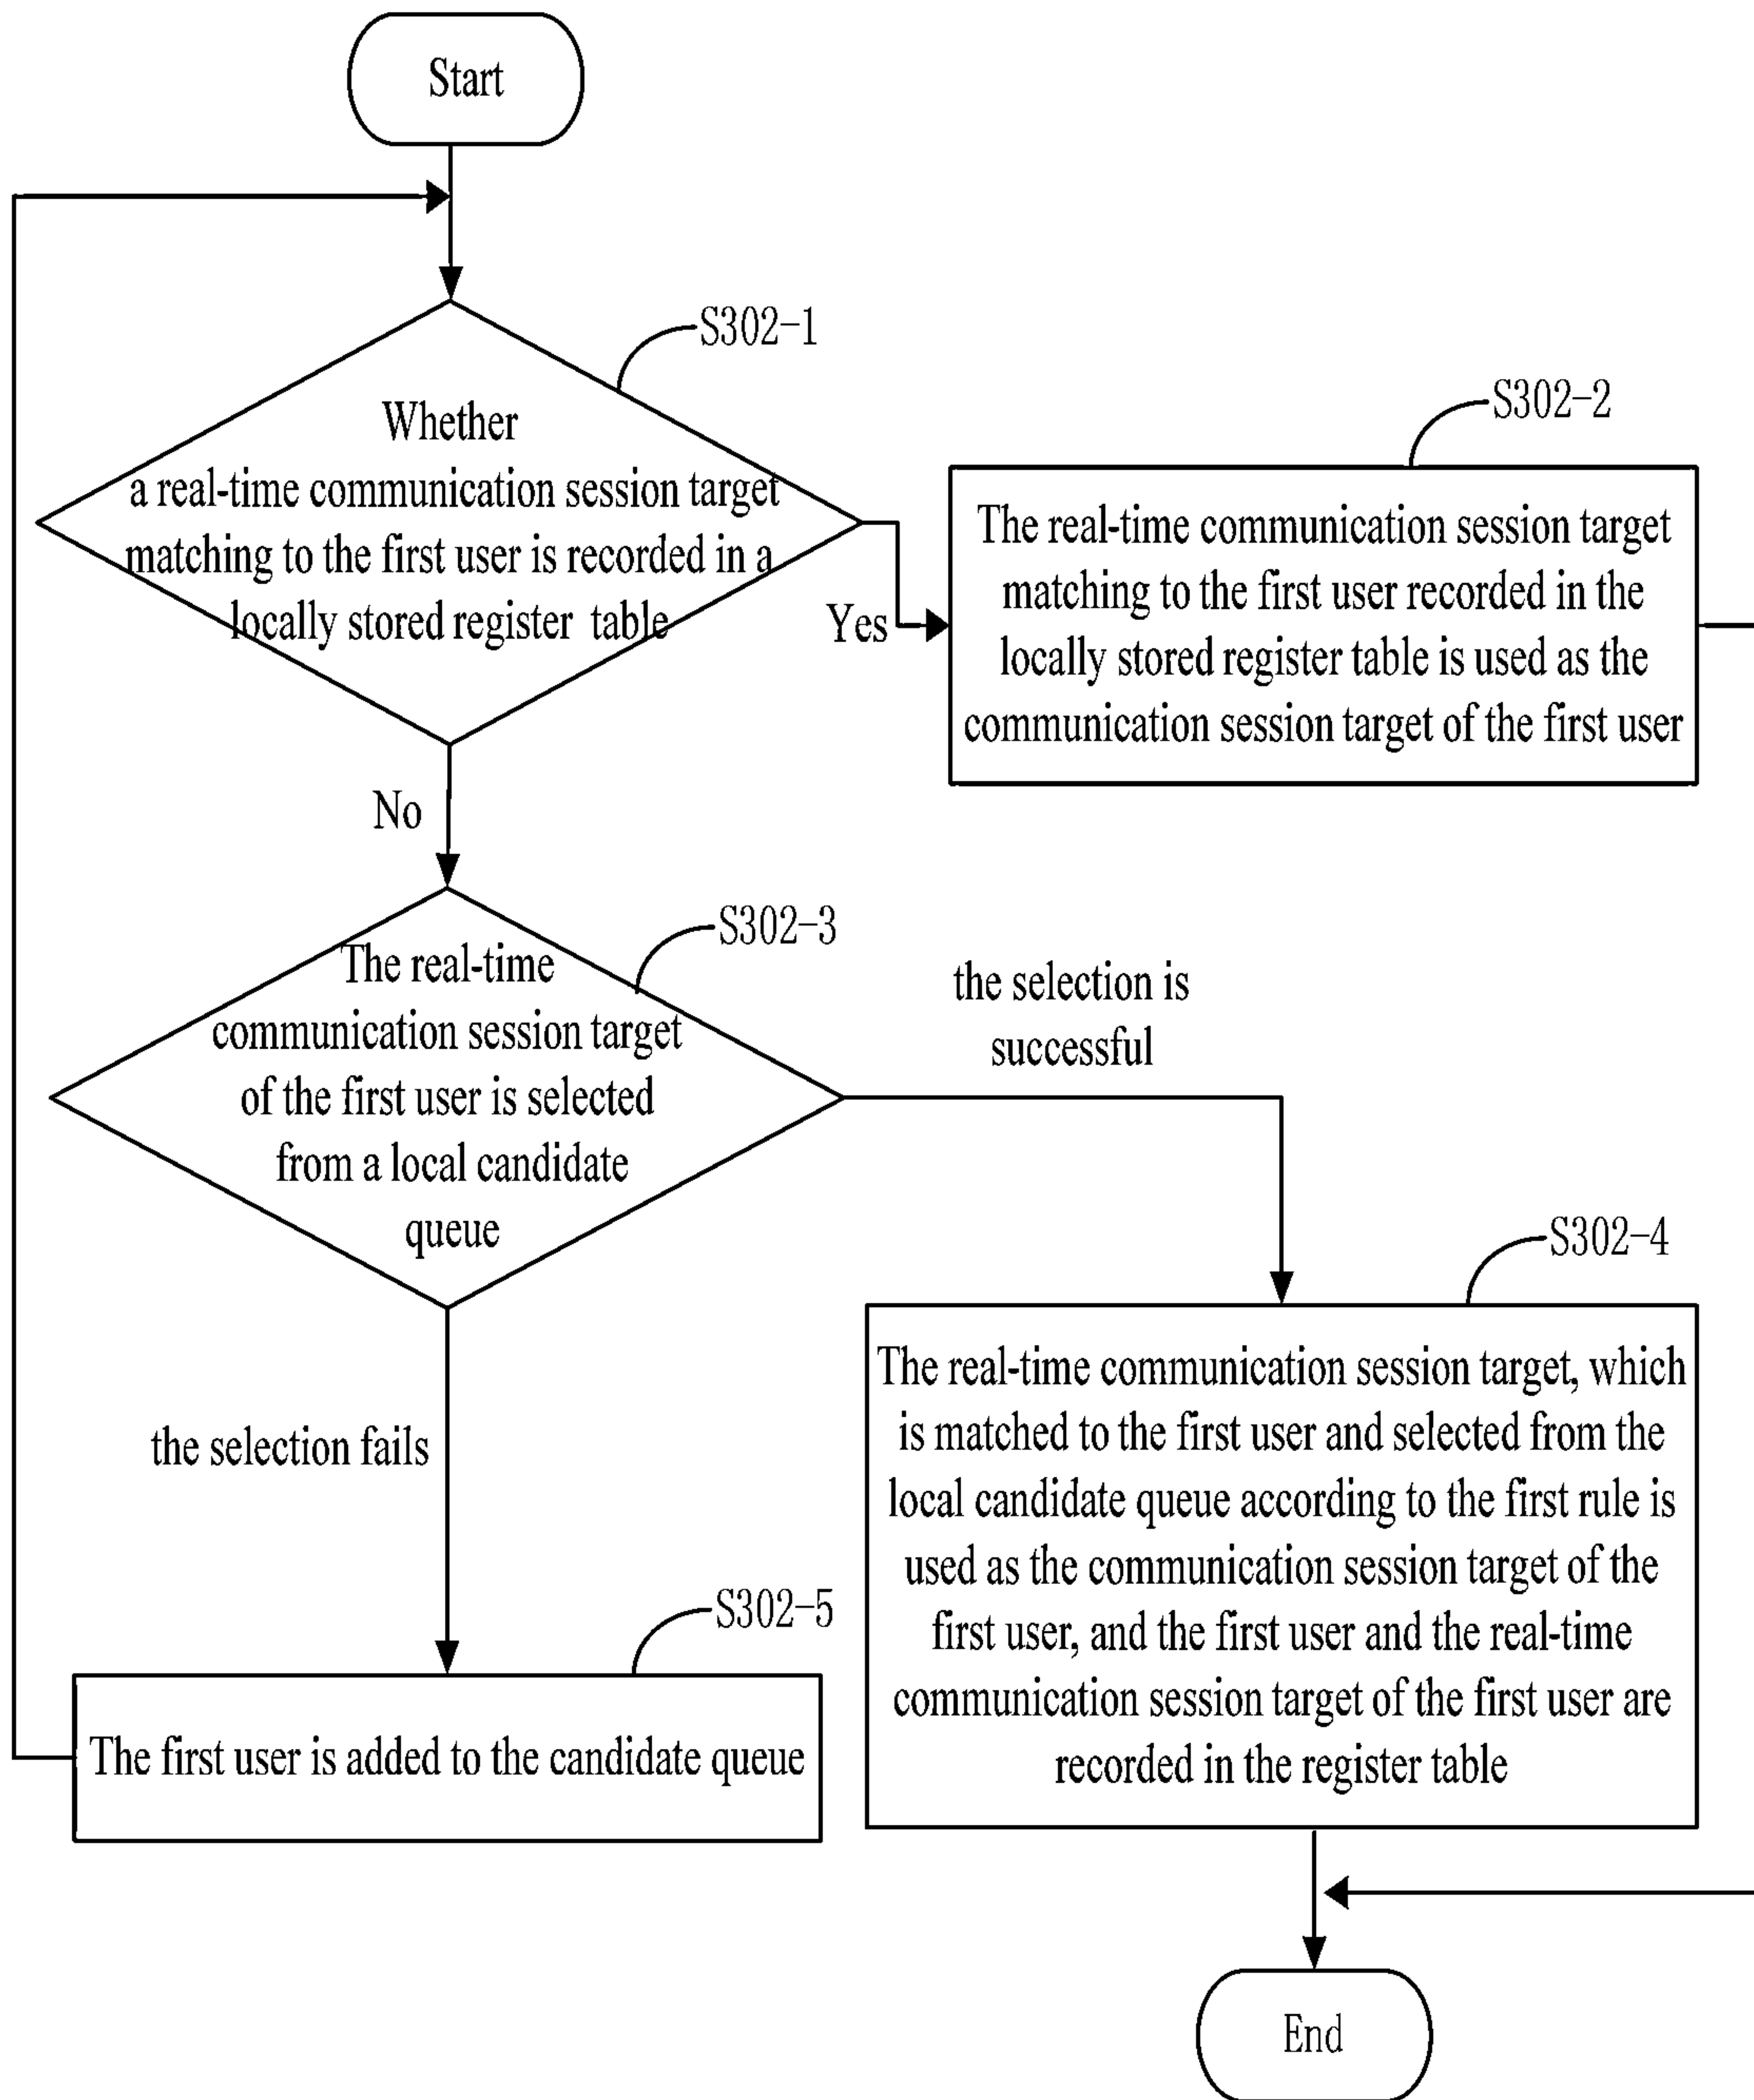 Start
S302-1
Whether
a real-time communication session target
matching to the first user is recorded in a
locally stored register table
S302-2
The real-time communication session target
matching to the first user recorded in the
locally stored register table is used as the
communication session target of the first user
Yes
No
S302-3
The real-time
communication session target
of the first user is selected
from a local candidate
queue
the selection is
successful
S302-4
The real-time communication session target, which
is matched to the first user and selected from the
local candidate queue according to the first rule is
used as the communication session target of the
first user, and the first user and the real-time
communication session target of the first user are
recorded in the register table
the selection fails
S302-5
The first user is added to the candidate queue
End